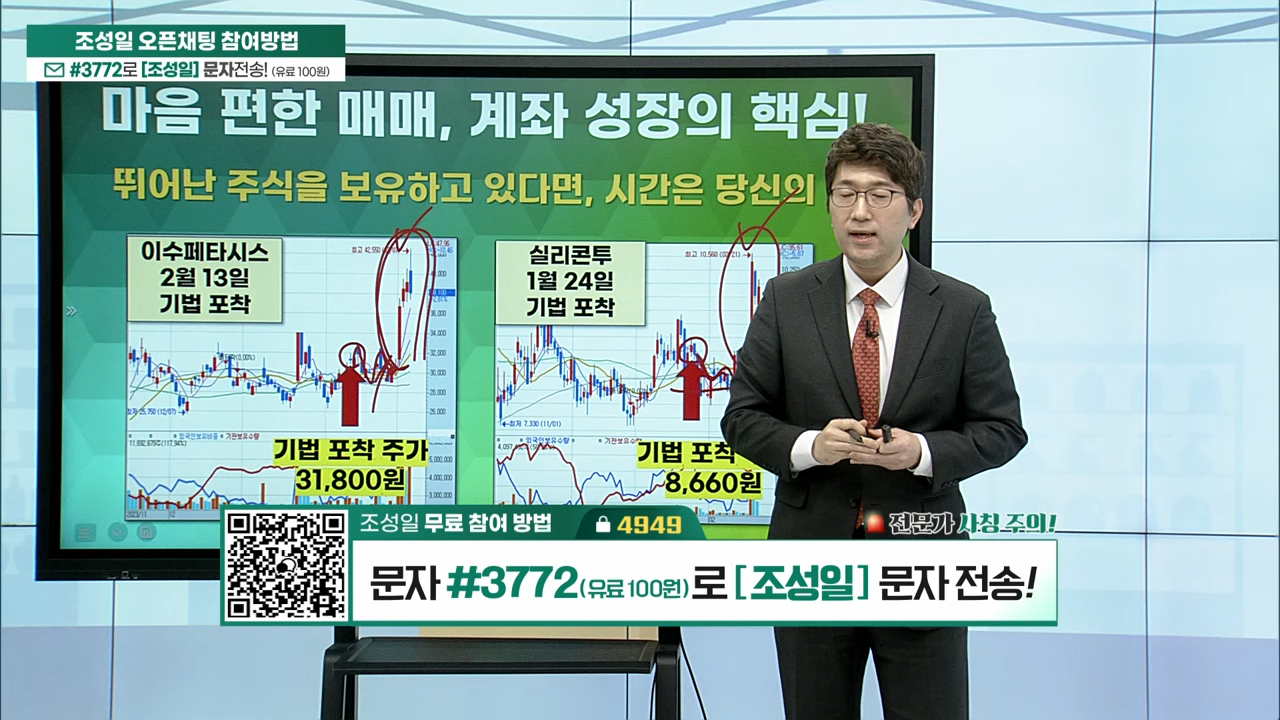 조성일 오픈채팅 참여방법
#3772로 [조성일] 문자전송! (유료 100원)
마음 편한 매매, 계좌 성장의 핵심!
뛰어난 주식을 보유하고 있다면, 시간은 당신의
이수페타시스
2월 13일
기법 포착
실리콘투
1월 24일
기법 포착
기법 포착 주가
31,800원
기법 포착
8,660원
조성일 무료 참여 방법
4949
전문가 사칭 주의!
문자 #3772(유료 100원)로 [조성일] 문자 전송!